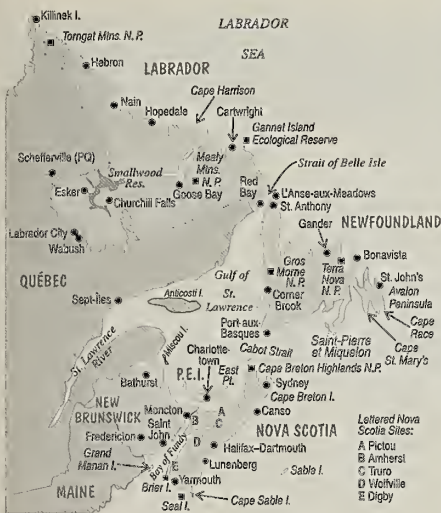 Killinek I.
LABRADOR
SEA
Torngat Mtns. N.P.
Hebron
LABRADOR
Cape Harrison
Nain
Hopedale
Cartwright
Gannet Island
Ecological Reserve
Strait of Belle Isle
Schefferville (PQ)
Smallwood
Res.
Mealy
Mtns.
N.P.
Red
Bay
L'Anse-aux-Meadows
Esker
Goose Bay
St. Anthony
Churchill Falls
Gander
NEWFOUNDLAND
Labrador City
Wabush
Gros
Morne
N.P.
Terra
Nova
N.P.
Bonavista
QUÉBEC
Gulf of
St.
Lawrence
St. John's
Avalon
Peninsula
Sept-Iles
Anticosti I.
Corner
Brook
Cape
Race
Port-aux-
Basques
Saint-Pierre
et Miquelon
Cape
St. Mary's
St. Lawrence
River
Miscou I.
Cabot Strait
Charlotte-
town
East
Pt.
Cape Breton Highlands N.P.
P.E.I.
Bathurst
Sydney
Cape Breton I.
NEW
BRUNSWICK
Moncton
B
A
C
Canso
Lettered Nova
Scotia Sites:
Saint
John
Fredericton
NOVA SCOTIA
A Pictou
D
B Amherst
Grand
Manan I.
Bay of Fundy
Halifax-Dartmouth
C Truro
Lunenberg
Sable I.
D Wolfville
E
MAINE
Brier I.
Yarmouth
E Digby
Seal I.
Cape Sable I.